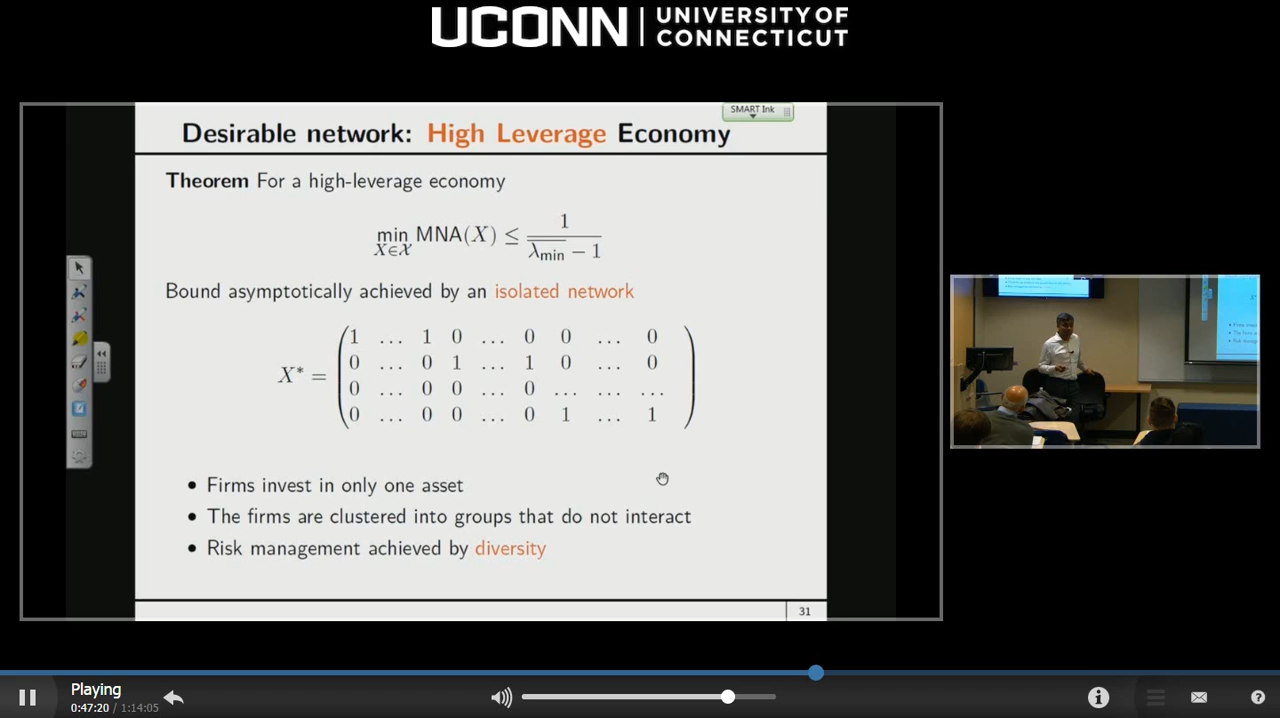 UCONN
UNIVERSITY OF
CONNECTICUT
SMART Ink
Desirable network: High Leverage Economy
Theorem For a high-leverage economy
min X∈𝒳 MNA(X) ≤ 1 / (λ̅min − 1)
Bound asymptotically achieved by an isolated network
1 … 1 0 … 0 0 … 0
0 … 0 1 … 1 0 … 0
X* =
0 … 0 0 … 0 … … …
0 … 0 0 … 0 1 … 1
• Firms invest in only one asset
• The firms are clustered into groups that do not interact
• Risk management achieved by diversity
31
Playing
0:47:20 / 1:14:05